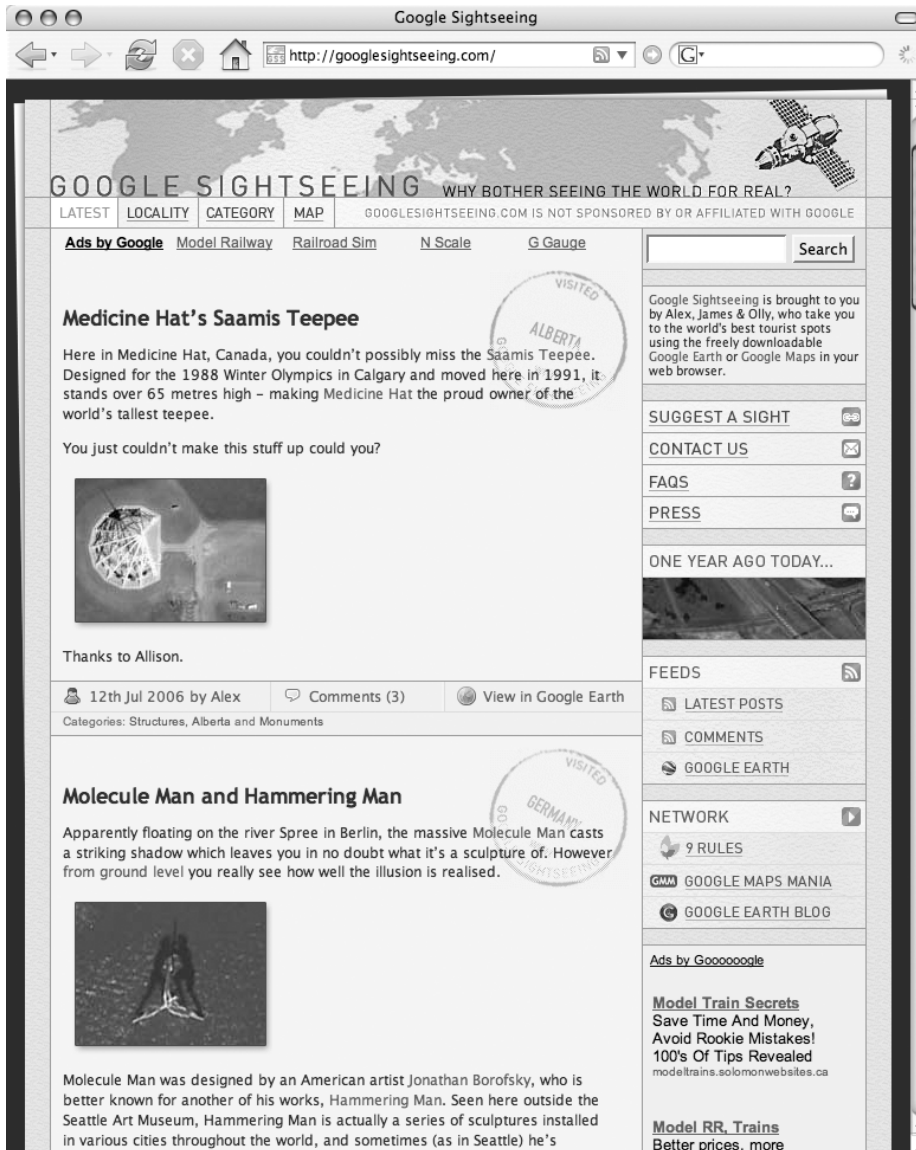 Google Sightseeing
http://googlesightseeing.com/
G
GOOGLE SIGHTSEEING WHY BOTHER SEEING THE WORLD FOR REAL?
LATEST LOCALITY CATEGORY MAP GOOGLESIGHTSEEING.COM IS NOT SPONSORED BY OR AFFILIATED WITH GOOGLE
Ads by Google Model Railway Railroad Sim N Scale G Gauge
VISITED
ALBERTA
Medicine Hat's Saamis Teepee
Here in Medicine Hat, Canada, you couldn't possibly miss the Saamis Teepee.
Designed for the 1988 Winter Olympics in Calgary and moved here in 1991, it
stands over 65 metres high – making Medicine Hat the proud owner of the
world's tallest teepee.
You just couldn't make this stuff up could you?
Thanks to Allison.
12th Jul 2006 by Alex Comments (3) View in Google Earth
Categories: Structures, Alberta and Monuments
VISITED
GERMANY
Molecule Man and Hammering Man
Apparently floating on the river Spree in Berlin, the massive Molecule Man casts
a striking shadow which leaves you in no doubt what it's a sculpture of. However
from ground level you really see how well the illusion is realised.
Molecule Man was designed by an American artist Jonathan Borofsky, who is
better known for another of his works, Hammering Man. Seen here outside the
Seattle Art Museum, Hammering Man is actually a series of sculptures installed
in various cities throughout the world, and sometimes (as in Seattle) he's
Search
Google Sightseeing is brought to you
by Alex, James & Olly, who take you
to the world's best tourist spots
using the freely downloadable
Google Earth or Google Maps in your
web browser.
SUGGEST A SIGHT
CONTACT US
FAQS
?
PRESS
ONE YEAR AGO TODAY...
FEEDS
LATEST POSTS
COMMENTS
GOOGLE EARTH
NETWORK
9 RULES
GMM GOOGLE MAPS MANIA
GOOGLE EARTH BLOG
Ads by Goooooogle
Model Train Secrets
Save Time And Money,
Avoid Rookie Mistakes!
100's Of Tips Revealed
modeltrains.solomonwebsites.ca
Model RR, Trains
Better prices, more